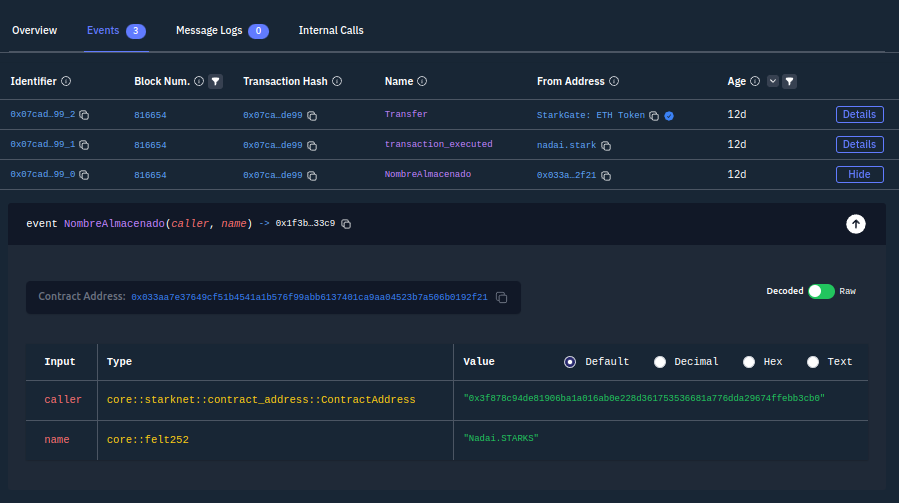 Overview Events 3 Message Logs 0 Internal Calls
Identifier Block Num. Transaction Hash Name From Address Age
0x07cad…99_2 816654 0x07ca…de99 Transfer StarkGate: ETH Token 12d Details
0x07cad…99_1 816654 0x07ca…de99 transaction_executed nadai.stark 12d Details
0x07cad…99_0 816654 0x07ca…de99 NombreAlmacenado 0x033a…2f21 12d Hide
event NombreAlmacenado(caller, name) -> 0x1f3b…33c9
Contract Address: 0x033aa7e37649cf51b4541a1b576f99abb6137401ca9aa04523b7a506b0192f21 Decoded Raw
Input Type Value Default Decimal Hex Text
caller core::starknet::contract_address::ContractAddress "0x3f878c94de81906ba1a016ab0e228d361753536681a776dda29674ffebb3cb0"
name core::felt252 "Nadai.STARKS"